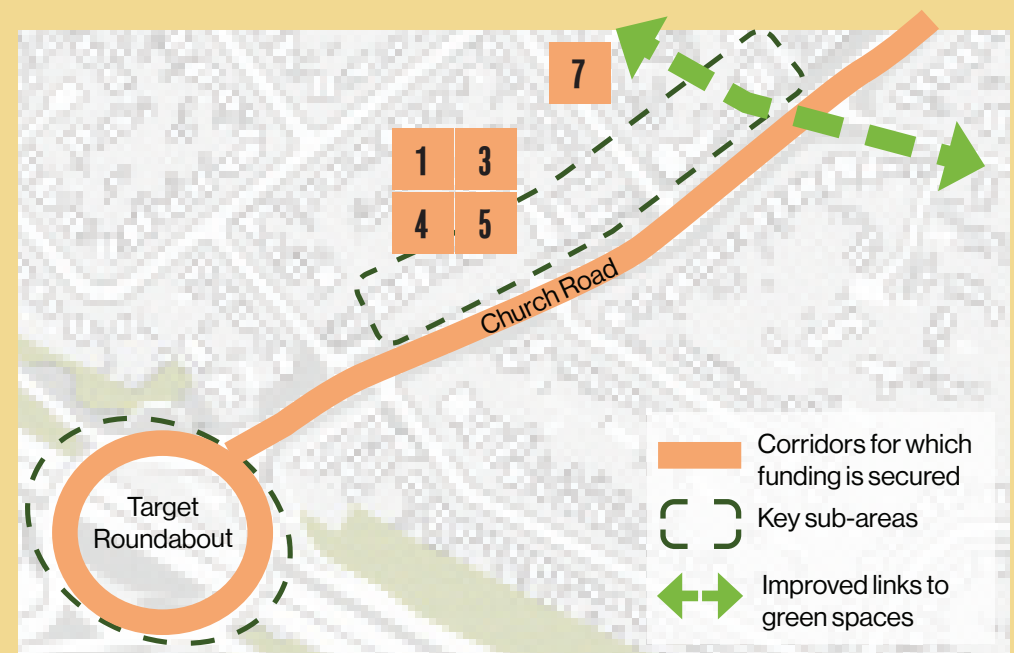 7
1 3
4 5
Church Road
Target
Roundabout
Corridors for which
funding is secured
Key sub-areas
Improved links to
green spaces